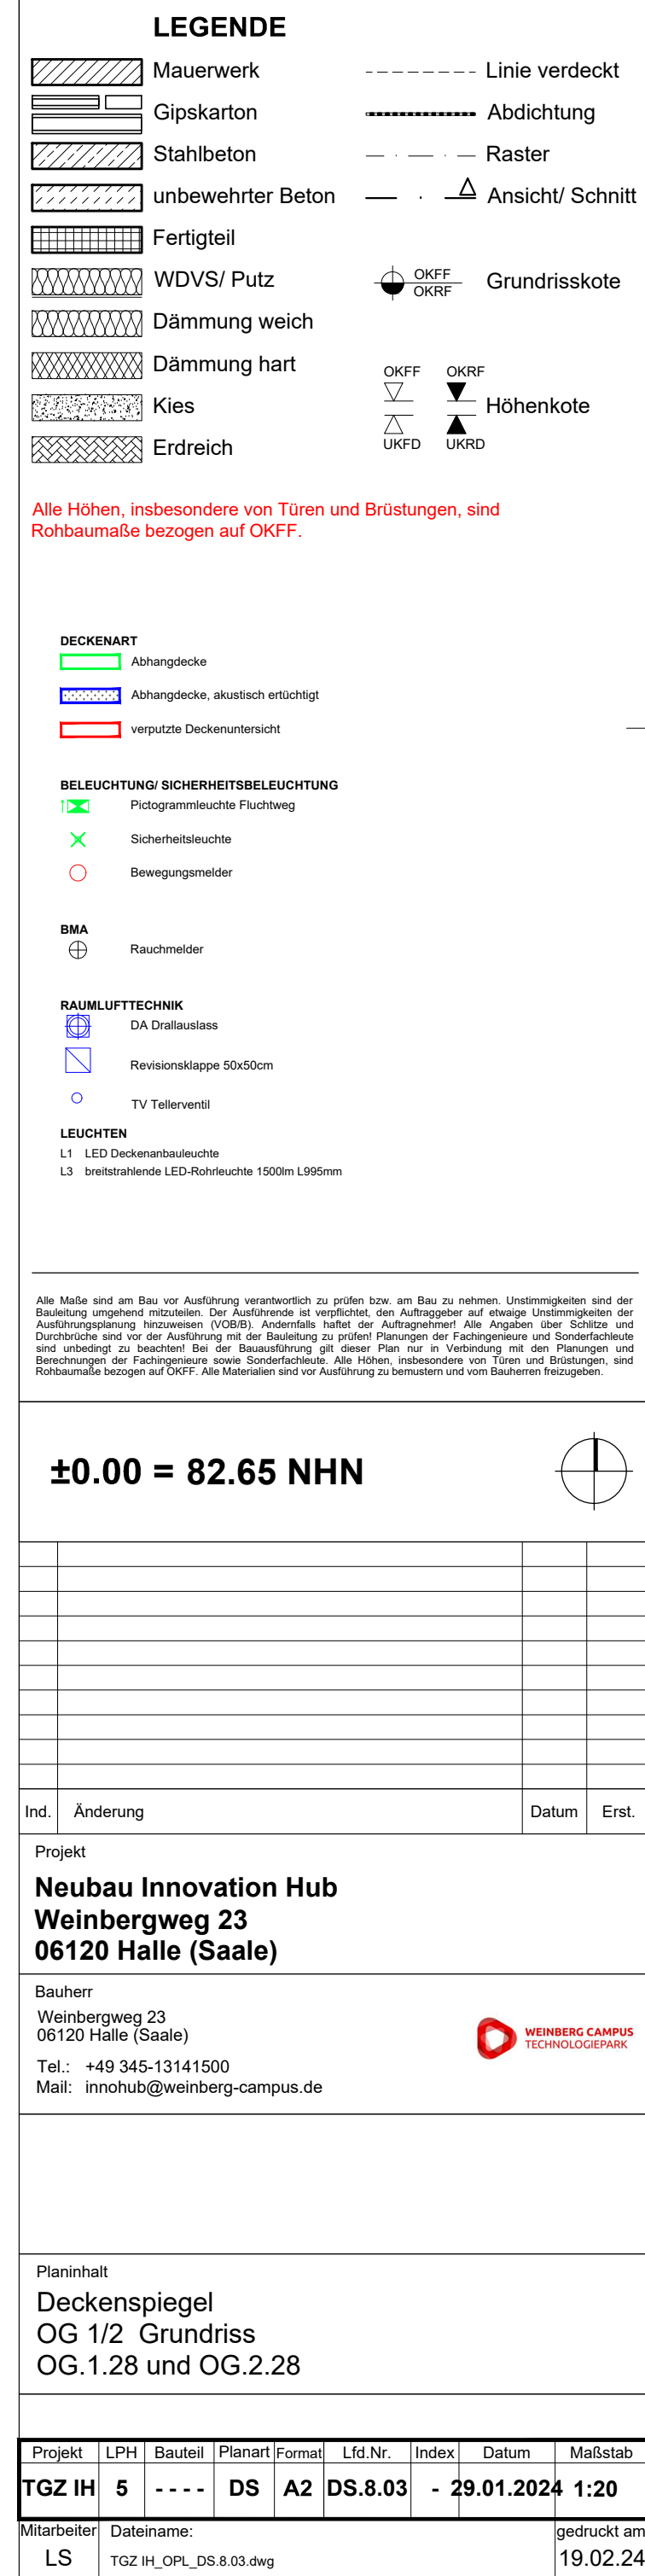 LEGENDE
Mauerwerk
Gipskarton
Stahlbeton
unbewehrter Beton
Fertigteil
WDVS/ Putz
Dämmung weich
Dämmung hart
Kies
Erdreich
Linie verdeckt
Abdichtung
Raster
Ansicht/ Schnitt
OKFF
OKRF
Grundrisskote
OKFF OKRF
Höhenkote
UKFD UKRD
Alle Höhen, insbesondere von Türen und Brüstungen, sind
Rohbaumaße bezogen auf OKFF.
DECKENART
Abhangdecke
Abhangdecke, akustisch ertüchtigt
verputzte Deckenuntersicht
BELEUCHTUNG/ SICHERHEITSBELEUCHTUNG
Pictogrammleuchte Fluchtweg
Sicherheitsleuchte
Bewegungsmelder
BMA
Rauchmelder
RAUMLUFTTECHNIK
DA Drallauslass
Revisionsklappe 50x50cm
TV Tellerventil
LEUCHTEN
L1 LED Deckenanbauleuchte
L3 breitstrahlende LED-Rohrleuchte 1500lm L995mm
Alle Maße sind am Bau vor Ausführung verantwortlich zu prüfen bzw. am Bau zu nehmen. Unstimmigkeiten sind der
Bauleitung umgehend mitzuteilen. Der Ausführende ist verpflichtet, den Auftraggeber auf etwaige Unstimmigkeiten der
Ausführungsplanung hinzuweisen (VOB/B). Andernfalls haftet der Auftragnehmer! Alle Angaben über Schlitze und
Durchbrüche sind vor der Ausführung mit der Bauleitung zu prüfen! Planungen der Fachingenieure und Sonderfachleute
sind unbedingt zu beachten! Bei der Bauausführung gilt dieser Plan nur in Verbindung mit den Planungen und
Berechnungen der Fachingenieure sowie Sonderfachleute. Alle Höhen, insbesondere von Türen und Brüstungen, sind
Rohbaumaße bezogen auf OKFF. Alle Materialien sind vor Ausführung zu bemustern und vom Bauherren freizugeben.
±0.00 = 82.65 NHN
Ind. Änderung Datum Erst.
Projekt
Neubau Innovation Hub
Weinbergweg 23
06120 Halle (Saale)
Bauherr
Weinbergweg 23
06120 Halle (Saale)
Tel.: +49 345-13141500
Mail: innohub@weinberg-campus.de
WEINBERG CAMPUS
TECHNOLOGIEPARK
Planinhalt
Deckenspiegel
OG 1/2 Grundriss
OG.1.28 und OG.2.28
Projekt LPH Bauteil Planart Format Lfd.Nr. Index Datum Maßstab
TGZ IH 5 - - - - DS A2 DS.8.03 - 29.01.2024 1:20
Mitarbeiter Dateiname: gedruckt am
LS TGZ IH_OPL_DS.8.03.dwg 19.02.24